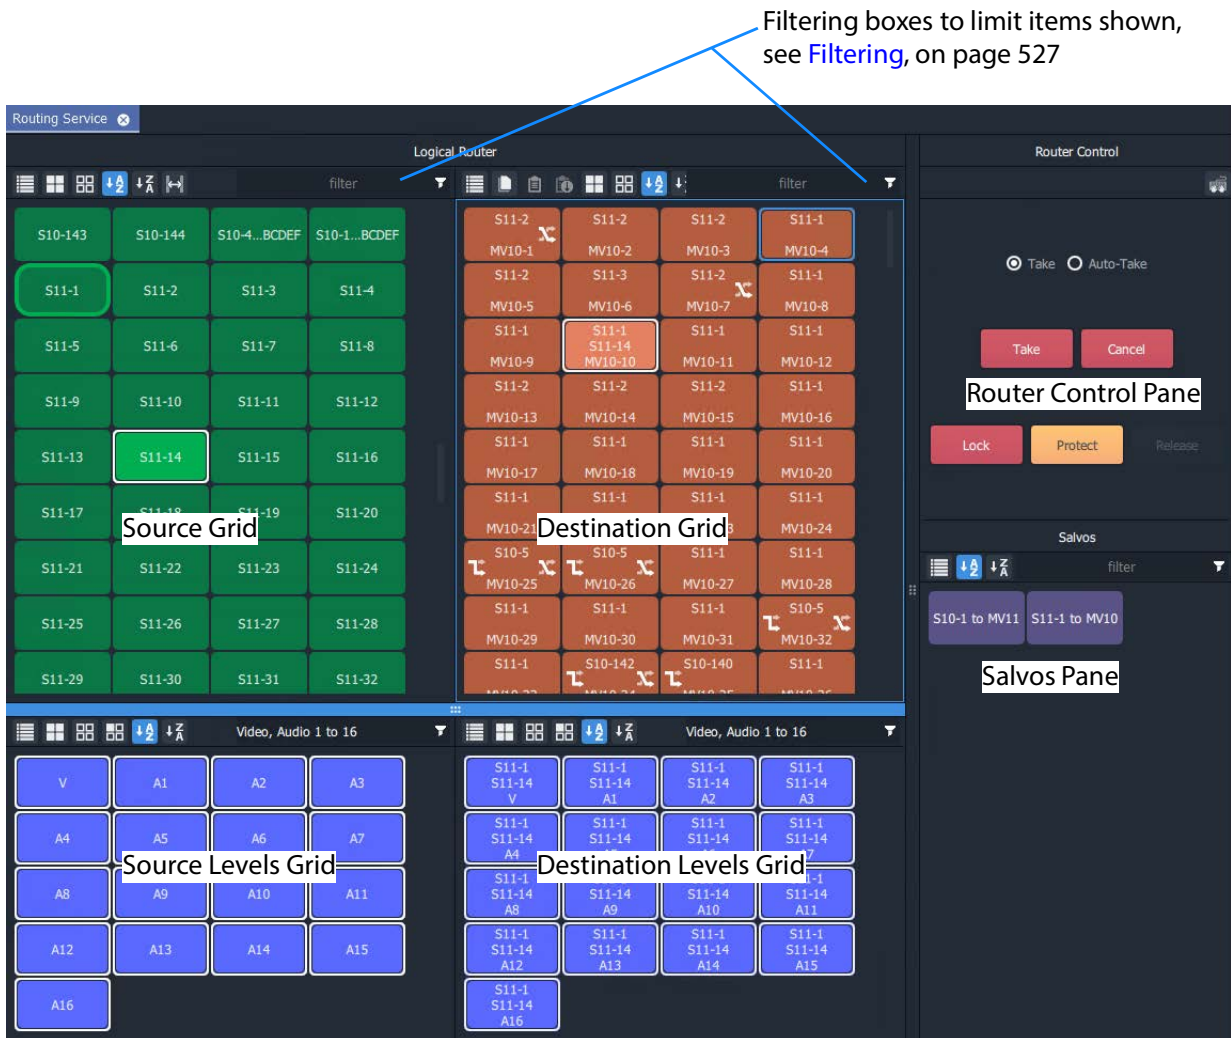 Filtering boxes to limit items shown,
see Filtering, on page 527
Routing Service
Logical Router
Router Control
filter
filter
S10-143 S10-144 S10-4...BCDEF S10-1...BCDEF
S11-1 S11-2 S11-3 S11-4
S11-5 S11-6 S11-7 S11-8
S11-9 S11-10 S11-11 S11-12
S11-13 S11-14 S11-15 S11-16
S11-17 S11-18 S11-19 S11-20
Source Grid
S11-21 S11-22 S11-23 S11-24
S11-25 S11-26 S11-27 S11-28
S11-29 S11-30 S11-31 S11-32
S11-2 S11-2 S11-2 S11-1
MV10-1 MV10-2 MV10-3 MV10-4
S11-2 S11-3 S11-2 S11-1
MV10-5 MV10-6 MV10-7 MV10-8
S11-1 S11-1 S11-1 S11-1
S11-14
MV10-9 MV10-10 MV10-11 MV10-12
S11-2 S11-2 S11-2 S11-1
MV10-13 MV10-14 MV10-15 MV10-16
S11-1 S11-1 S11-1 S11-1
MV10-17 MV10-18 MV10-19 MV10-20
S11-1 S11-1 S11-1 S11-1
MV10-21 MV10-24
Destination Grid
S10-5 S10-5 S11-1 S11-1
MV10-25 MV10-26 MV10-27 MV10-28
S11-1 S11-1 S11-1 S10-5
MV10-29 MV10-30 MV10-31 MV10-32
S11-1 S10-142 S10-140 S11-1
Take Auto-Take
Take Cancel
Router Control Pane
Lock Protect Release
Salvos
filter
S10-1 to MV11 S11-1 to MV10
Salvos Pane
Video, Audio 1 to 16
V A1 A2 A3
A4 A5 A6 A7
Source Levels Grid
A8 A9 A10 A11
A12 A13 A14 A15
A16
Video, Audio 1 to 16
S11-1 S11-1 S11-1 S11-1
S11-14 S11-14 S11-14 S11-14
V A1 A2 A3
S11-1 S11-1 S11-1 S11-1
S11-14 S11-14 S11-14 S11-14
A4
Destination Levels Grid
S11-1
S11-14 S11-14 S11-14 S11-14
A8 A9 A10 A11
S11-1 S11-1 S11-1 S11-1
S11-14 S11-14 S11-14 S11-14
A12 A13 A14 A15
S11-1
S11-14
A16